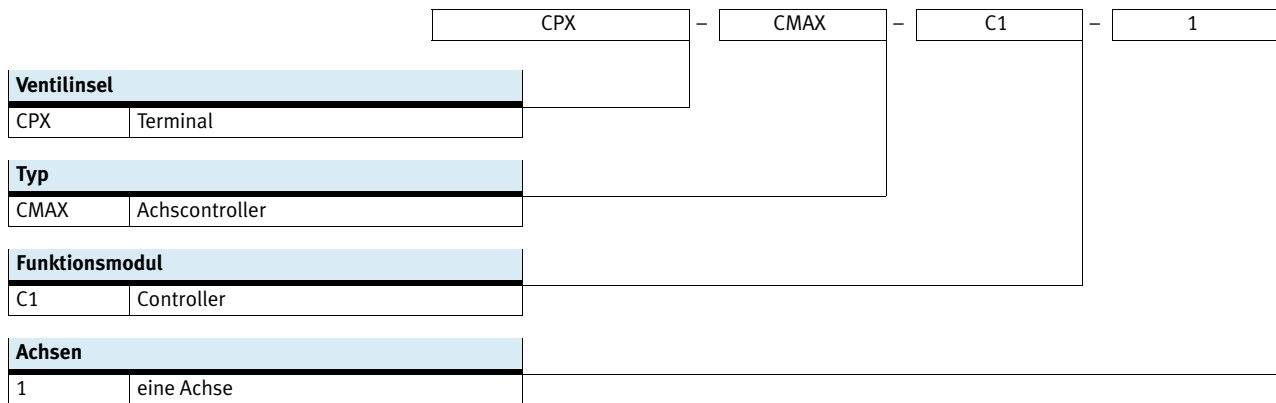 CPX – CMAX – C1 – 1
Ventilinsel
CPX Terminal
Typ
CMAX Achscontroller
Funktionsmodul
C1 Controller
Achsen
1 eine Achse